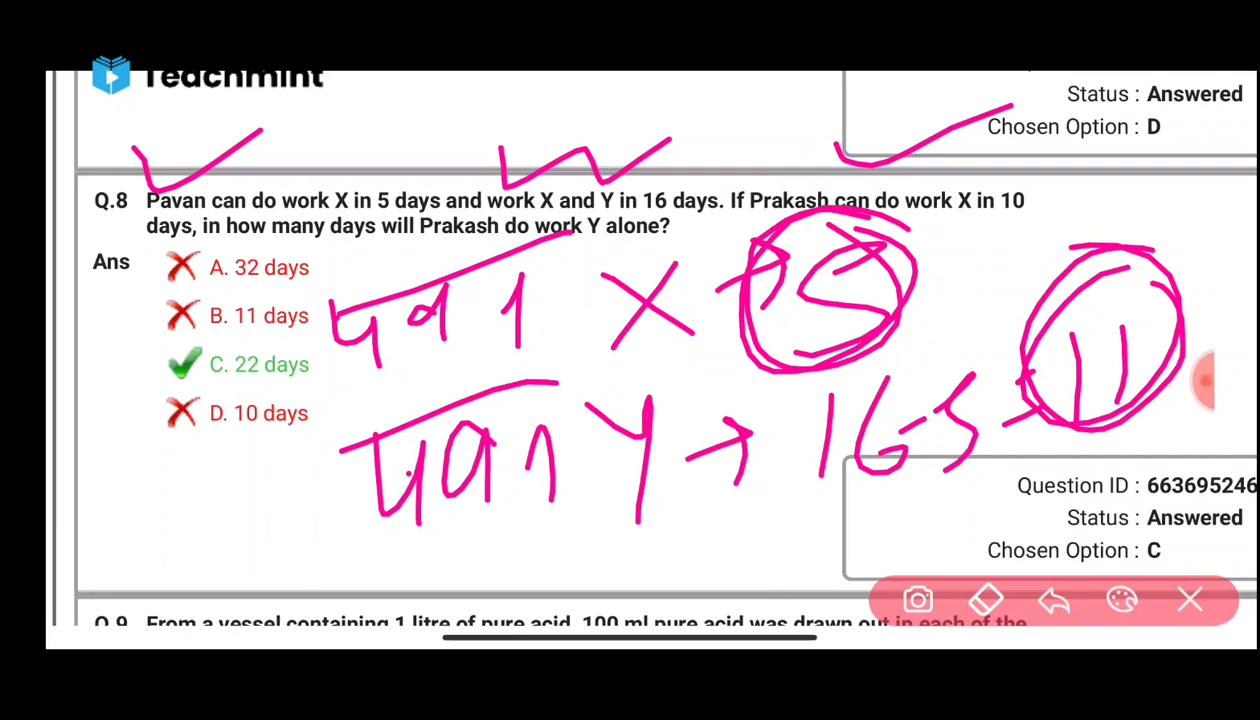 Teachmint
Status : Answered
Chosen Option : D
Q.8 Pavan can do work X in 5 days and work X and Y in 16 days. If Prakash can do work X in 10
days, in how many days will Prakash do work Y alone?
Ans
A. 32 days
B. 11 days
C. 22 days
D. 10 days
पवन X → 5
पवन Y → 16-5 → 11
Question ID : 663695246
Status : Answered
Chosen Option : C
Q.9 From a vessel containing 1 litre of pure acid, 100 ml pure acid was drawn out in each of the